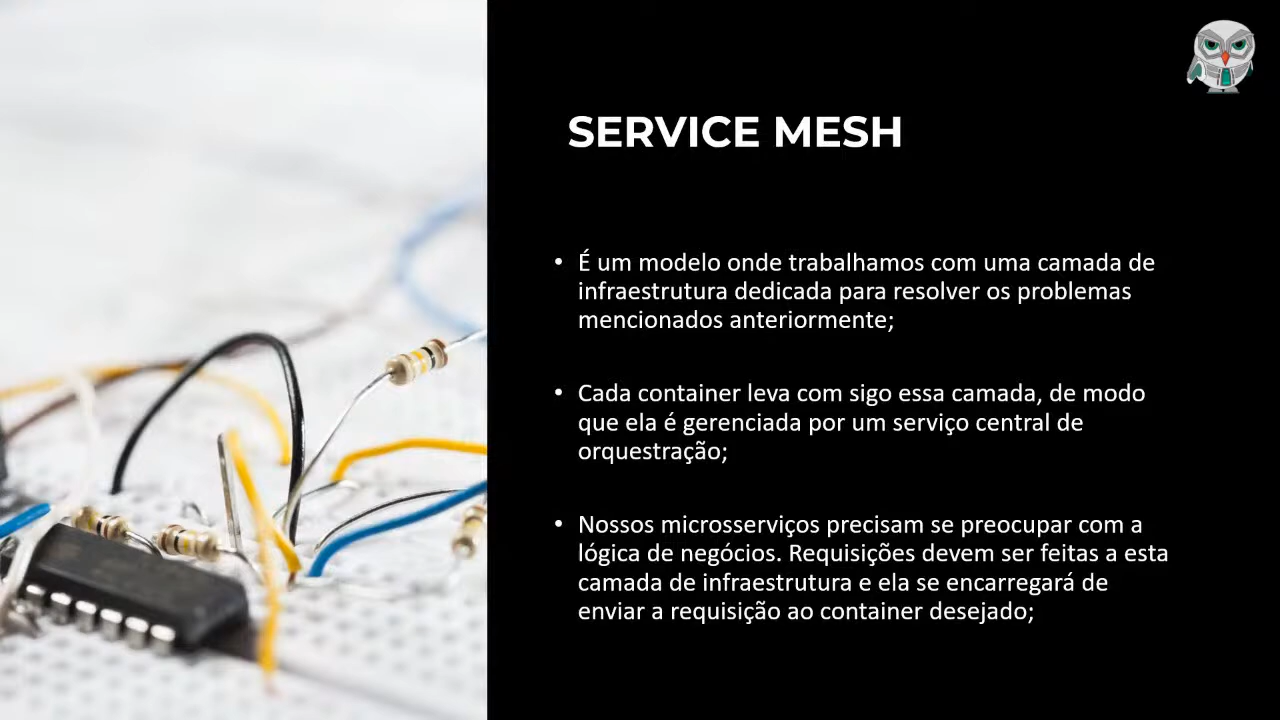 SERVICE MESH
• É um modelo onde trabalhamos com uma camada de
infraestrutura dedicada para resolver os problemas
mencionados anteriormente;
• Cada container leva com sigo essa camada, de modo
que ela é gerenciada por um serviço central de
orquestração;
• Nossos microsserviços precisam se preocupar com a
lógica de negócios. Requisições devem ser feitas a esta
camada de infraestrutura e ela se encarregará de
enviar a requisição ao container desejado;